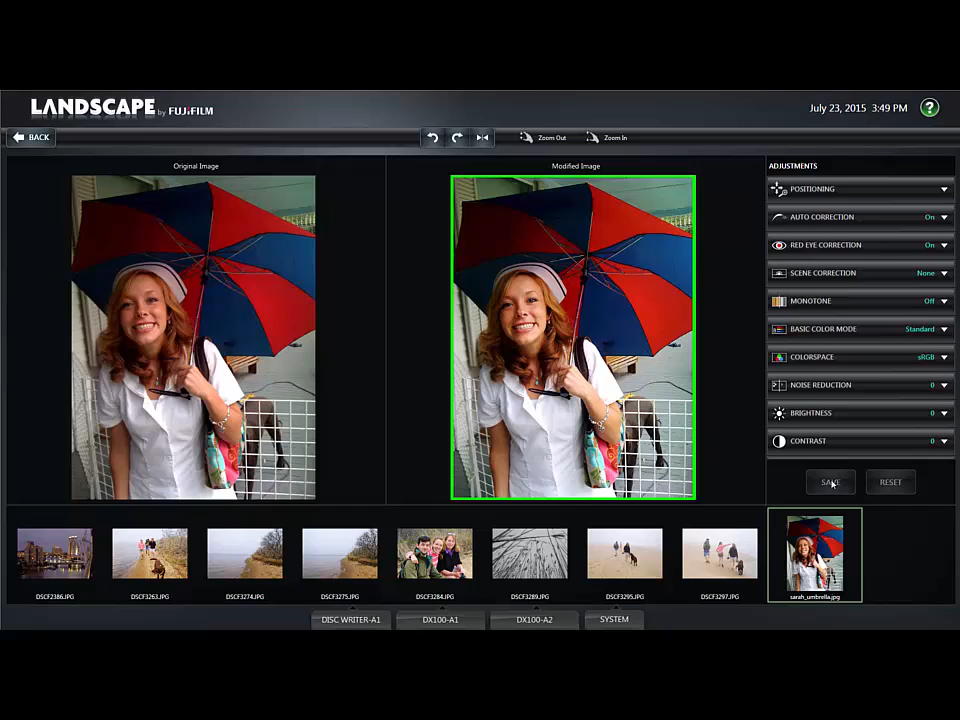 LANDSCAPE by FUJIFILM
July 23, 2015 3:49 PM
?
BACK
Zoom Out
Zoom In
Original Image
Modified Image
ADJUSTMENTS
POSITIONING
AUTO CORRECTION On
RED EYE CORRECTION On
SCENE CORRECTION None
MONOTONE Off
BASIC COLOR MODE Standard
COLORSPACE sRGB
NOISE REDUCTION 0
BRIGHTNESS 0
CONTRAST 0
SAVE RESET
DSCF2386.JPG DSCF3263.JPG DSCF3274.JPG DSCF3275.JPG DSCF3284.JPG DSCF3289.JPG DSCF3295.JPG DSCF3297.JPG sarah_umbrella.jpg
DISC WRITER-A1 DX100-A1 DX100-A2 SYSTEM